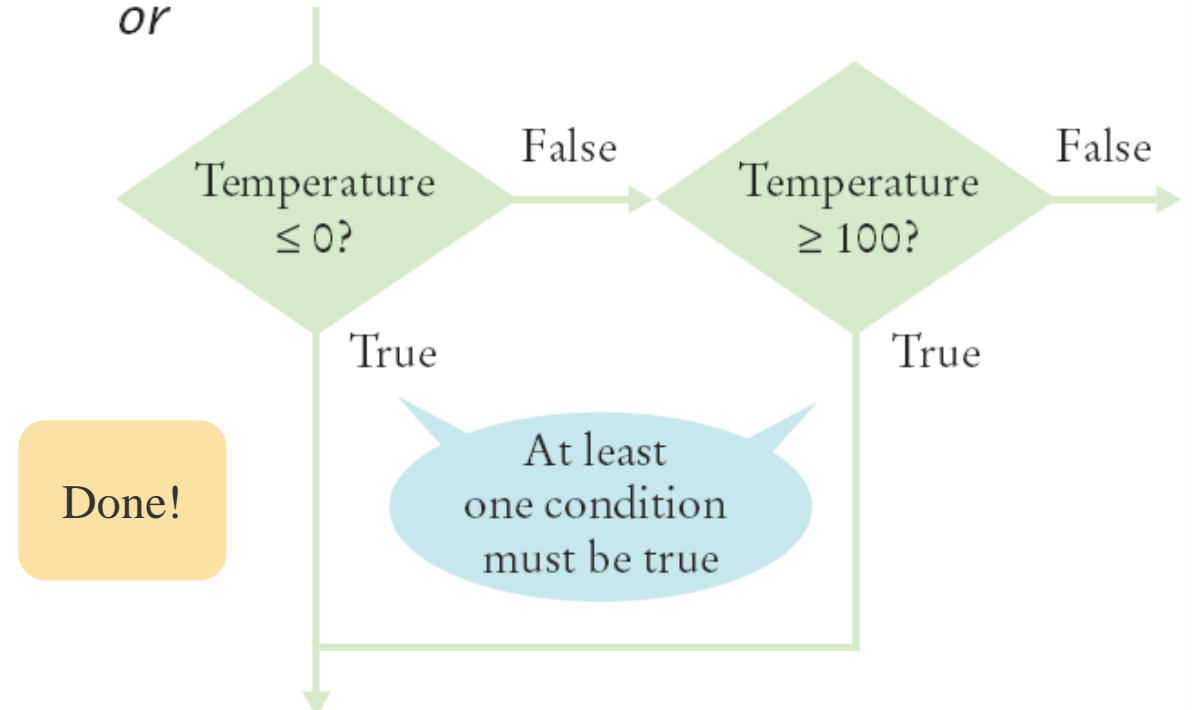 or
False
False
Temperature
≤ 0?
Temperature
≥ 100?
True
True
At least
one condition
must be true
Done!